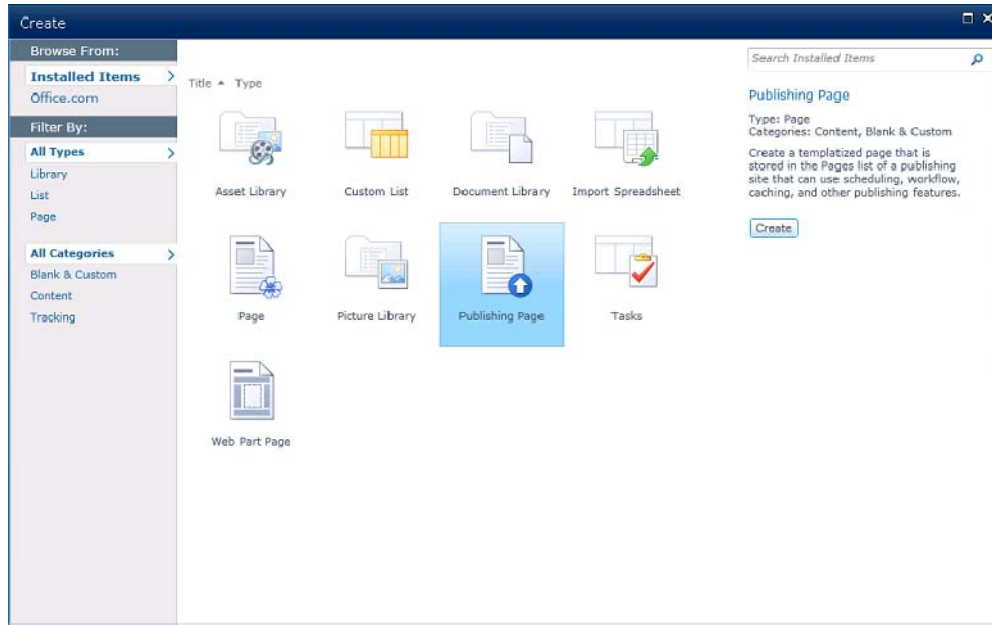 Create
Browse From:
Installed Items
Office.com
Filter By:
All Types
Library
List
Page
All Categories
Blank & Custom
Content
Tracking
Title Type
Asset Library
Custom List
Document Library
Import Spreadsheet
Page
Picture Library
Publishing Page
Tasks
Web Part Page
Search Installed Items
Publishing Page
Type: Page
Categories: Content, Blank & Custom
Create a templatized page that is
stored in the Pages list of a publishing
site that can use scheduling, workflow,
caching, and other publishing features.
Create